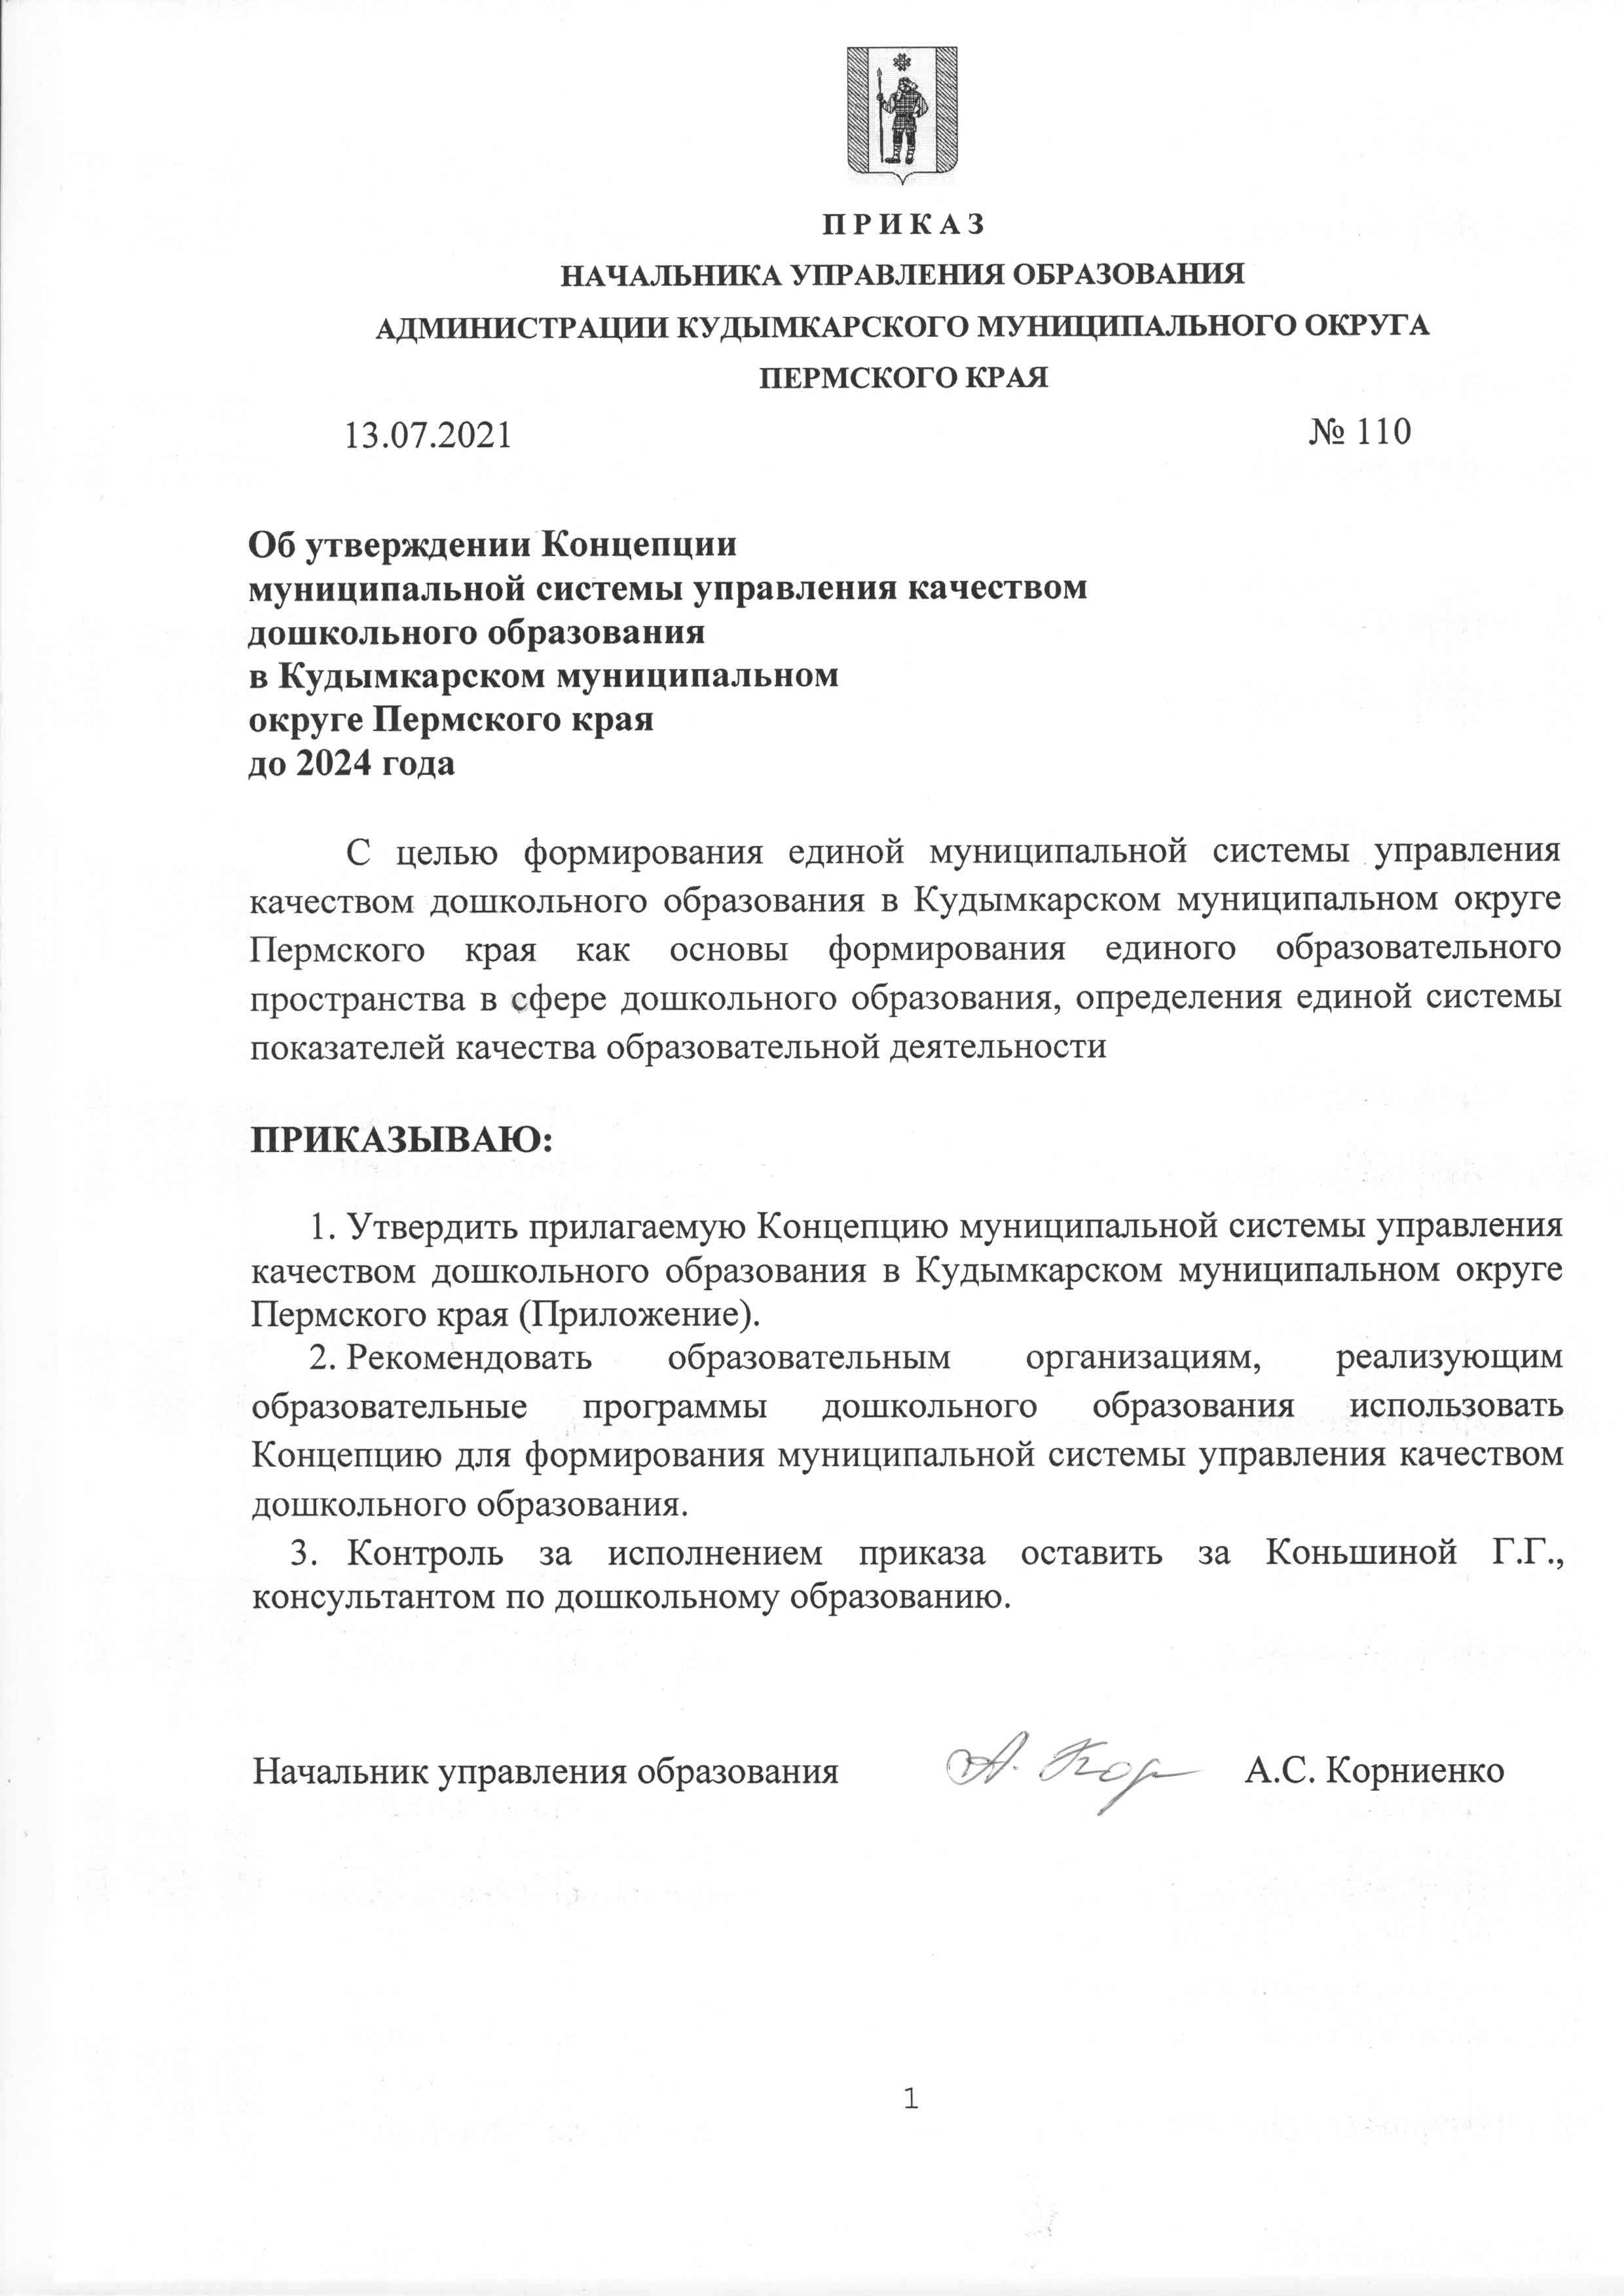 П Р И К А З
НАЧАЛЬНИКА УПРАВЛЕНИЯ ОБРАЗОВАНИЯ
АДМИНИСТРАЦИИ КУДЫМКАРСКОГО МУНИЦИПАЛЬНОГО ОКРУГА
ПЕРМСКОГО КРАЯ
13.07.2021 № 110
Об утверждении Концепции
муниципальной системы управления качеством
дошкольного образования
в Кудымкарском муниципальном
округе Пермского края
до 2024 года
С целью формирования единой муниципальной системы управления
качеством дошкольного образования в Кудымкарском муниципальном округе
Пермского края как основы формирования единого образовательного
пространства в сфере дошкольного образования, определения единой системы
показателей качества образовательной деятельности
ПРИКАЗЫВАЮ:
1. Утвердить прилагаемую Концепцию муниципальной системы управления
качеством дошкольного образования в Кудымкарском муниципальном округе
Пермского края (Приложение).
2. Рекомендовать образовательным организациям, реализующим
образовательные программы дошкольного образования использовать
Концепцию для формирования муниципальной системы управления качеством
дошкольного образования.
3. Контроль за исполнением приказа оставить за Коньшиной Г.Г.,
консультантом по дошкольному образованию.
Начальник управления образования А. Кор А.С. Корниенко
1